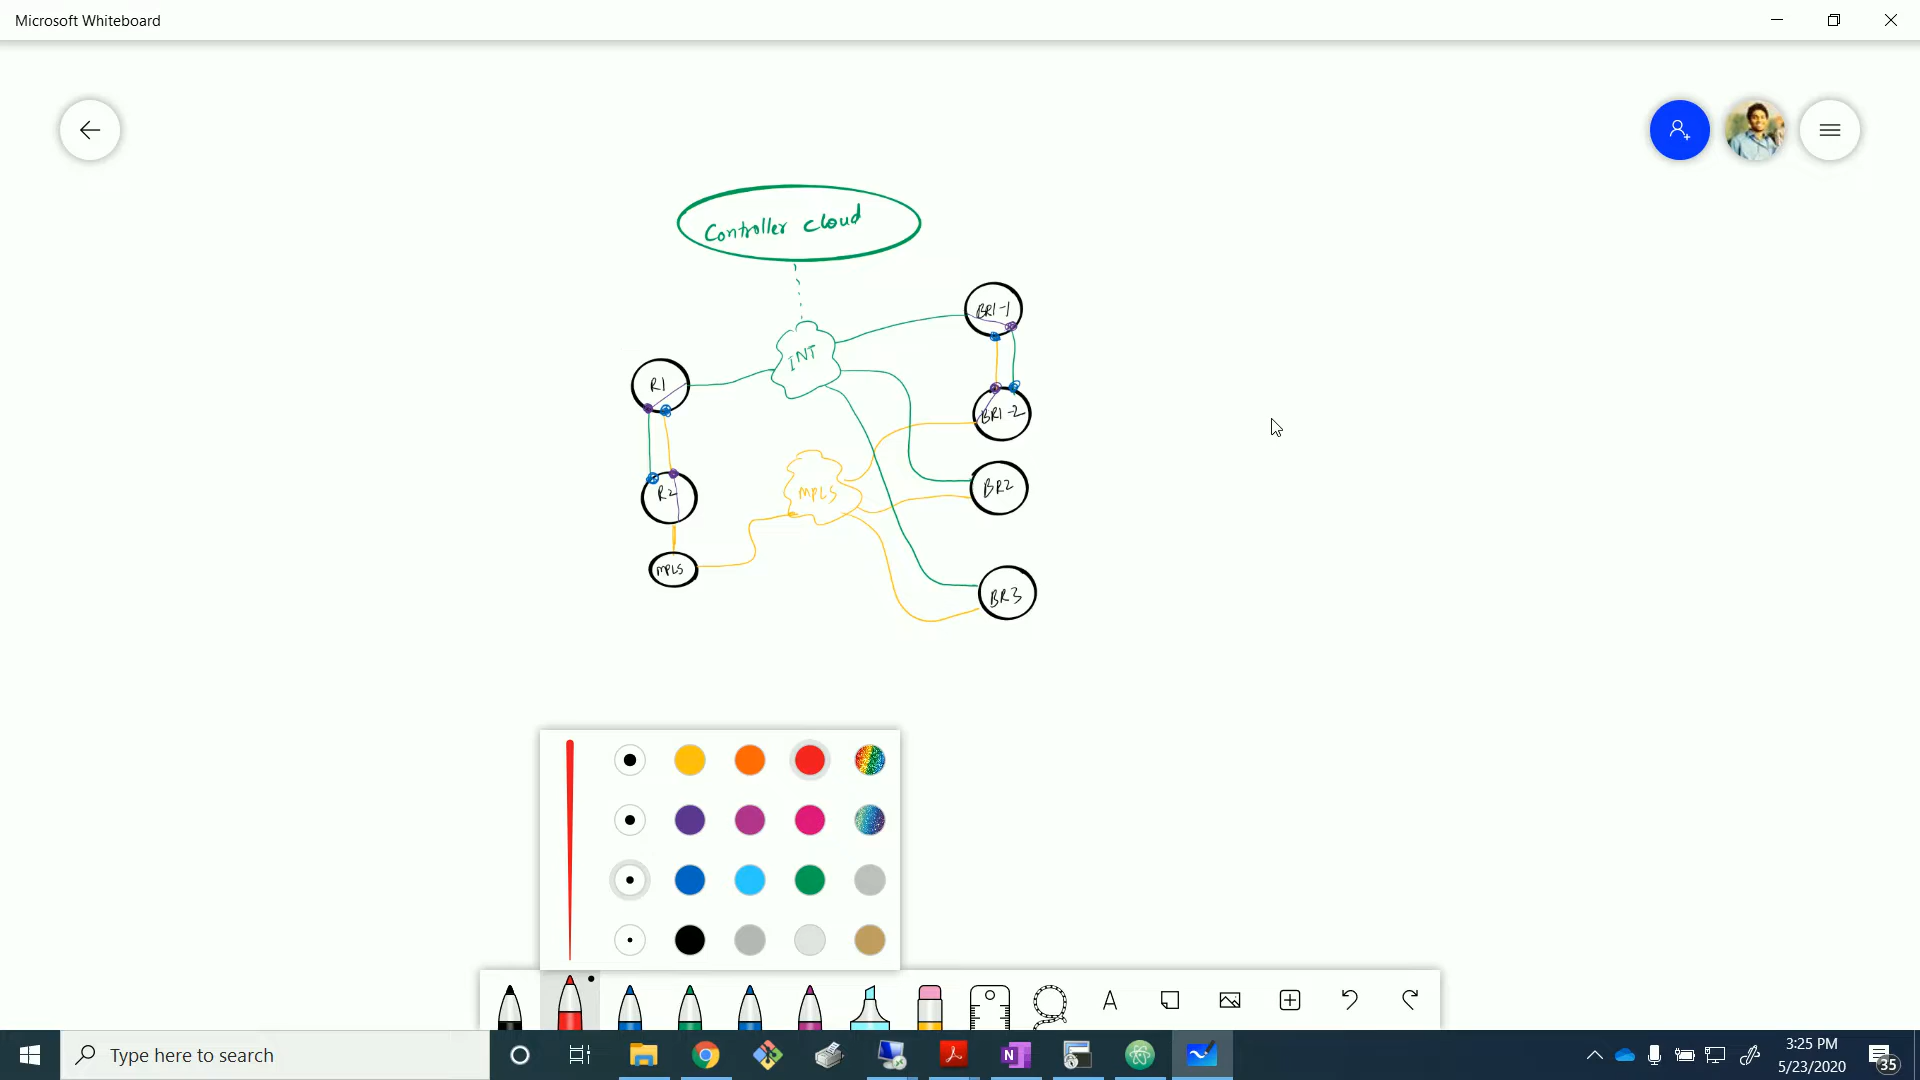 Microsoft Whiteboard
Controller cloud
BR1-1
INT
R1
BR1-2
MPLS
BR2
R2
MPLS
BR3
A
N
Type here to search
3:25 PM
5/23/2020
35